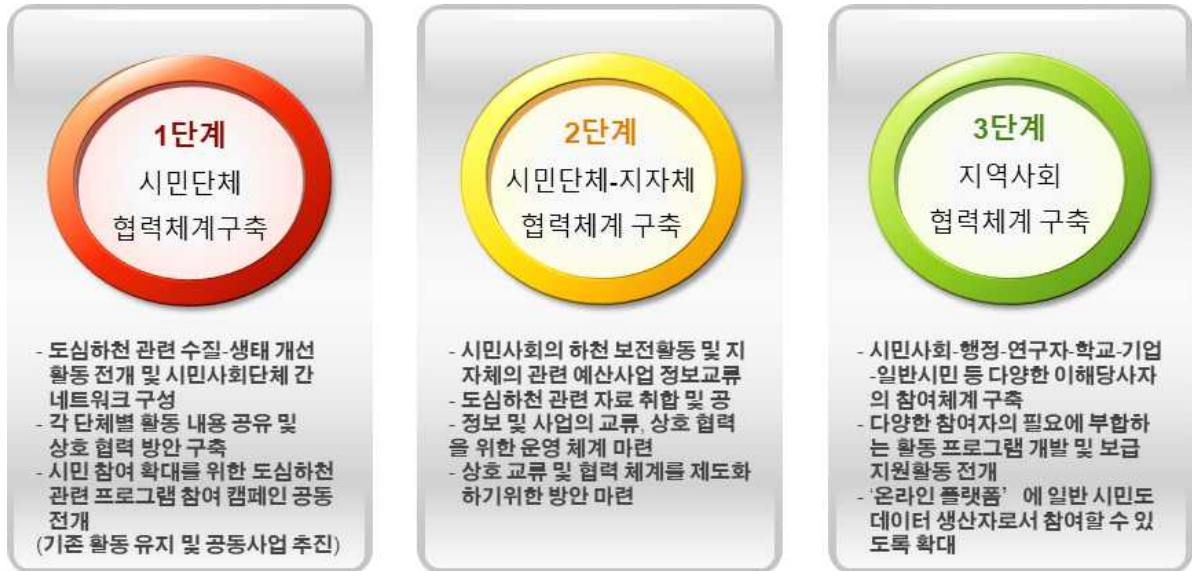 1단계
시민단체
협력체계구축
- 도심하천 관련 수질-생태 개선
활동 전개 및 시민사회단체 간
네트워크 구성
- 각 단체별 활동 내용 공유 및
상호 협력 방안 구축
- 시민 참여 확대를 위한 도심하천
관련 프로그램 참여 캠페인 공동
전개
(기존 활동 유지 및 공동사업 추진)
2단계
시민단체-지자체
협력체계 구축
- 시민사회의 하천 보전활동 및 지
자체의 관련 예산사업 정보교류
- 도심하천 관련 자료 취합 및 공
정보 및 사업의 교류, 상호 협력
을 위한 운영 체계 마련
- 상호 교류 및 협력 체계를 제도화
하기위한 방안 마련
3단계
지역사회
협력체계 구축
- 시민사회-행정-연구자-학교-기업
-일반시민 등 다양한 이해당사자
의 참여체계 구축
- 다양한 참여자의 필요에 부합하
는 활동 프로그램 개발 및 보급
지원활동 전개
- ‘온라인 플랫폼’ 에 일반 시민도
데이터 생산자로서 참여할 수 있
도록 확대